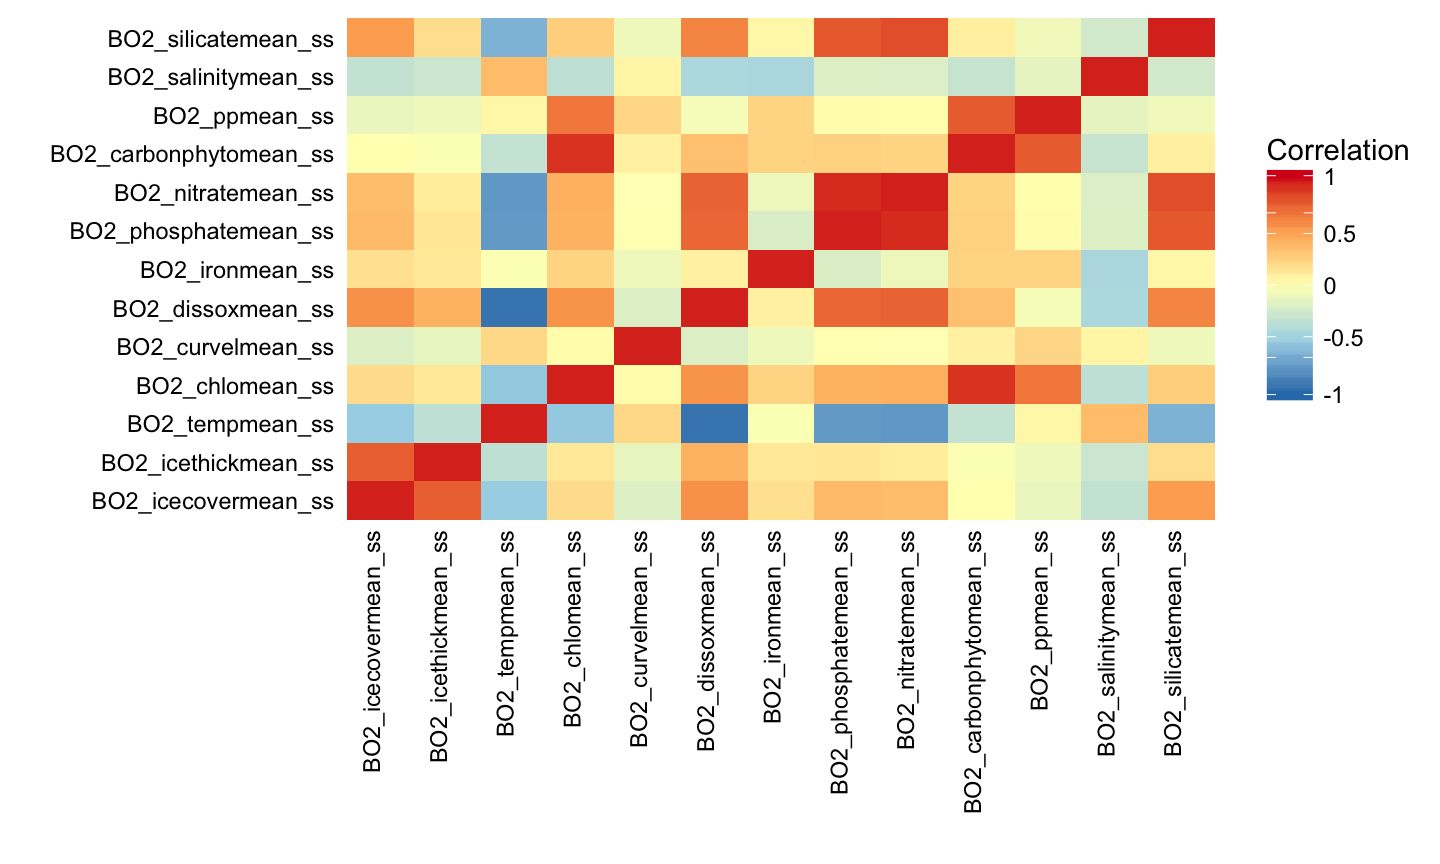 BO2_silicatemean_ss
BO2_salinitymean_ss
BO2_ppmean_ss
BO2_carbonphytomean_ss
BO2_nitratemean_ss
BO2_phosphatemean_ss
BO2_ironmean_ss
BO2_dissoxmean_ss
BO2_curvelmean_ss
BO2_chlomean_ss
BO2_tempmean_ss
BO2_icethickmean_ss
BO2_icecovermean_ss
BO2_icecovermean_ss
BO2_icethickmean_ss
BO2_tempmean_ss
BO2_chlomean_ss
BO2_curvelmean_ss
BO2_dissoxmean_ss
BO2_ironmean_ss
BO2_phosphatemean_ss
BO2_nitratemean_ss
BO2_carbonphytomean_ss
BO2_ppmean_ss
BO2_salinitymean_ss
BO2_silicatemean_ss
Correlation
1
0.5
0
-0.5
-1